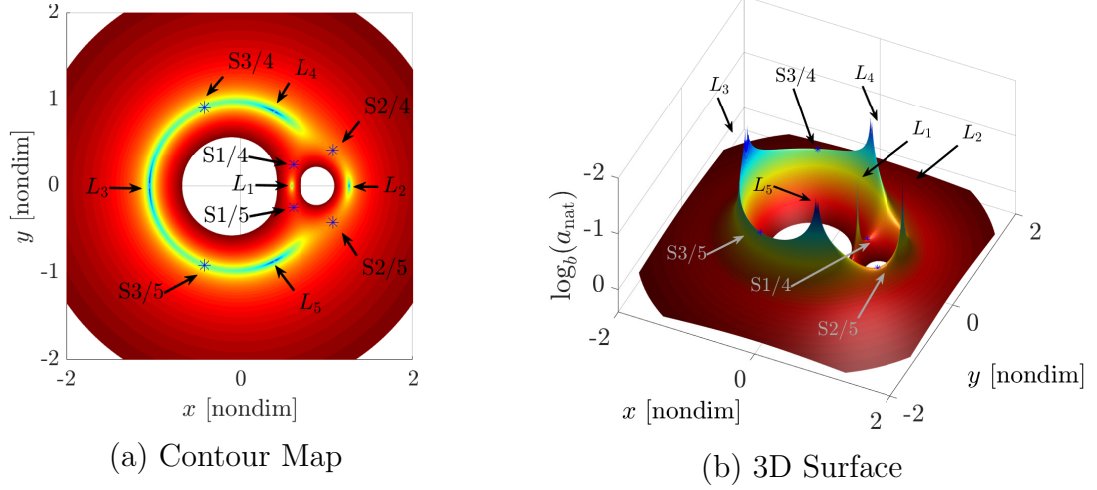 2
1
0
-1
-2
-2
0
2
y [nondim]
x [nondim]
S3/4
L₄
S2/4
S1/4
L₃
L₁
L₂
S1/5
S2/5
S3/5
L₅
(a) Contour Map
L₃
S3/4
L₄
L₁
L₂
L₅
S3/5
S1/4
S2/5
-2
-1
0
log_b(a_nat)
-2
0
2
x [nondim]
-2
0
2
y [nondim]
(b) 3D Surface